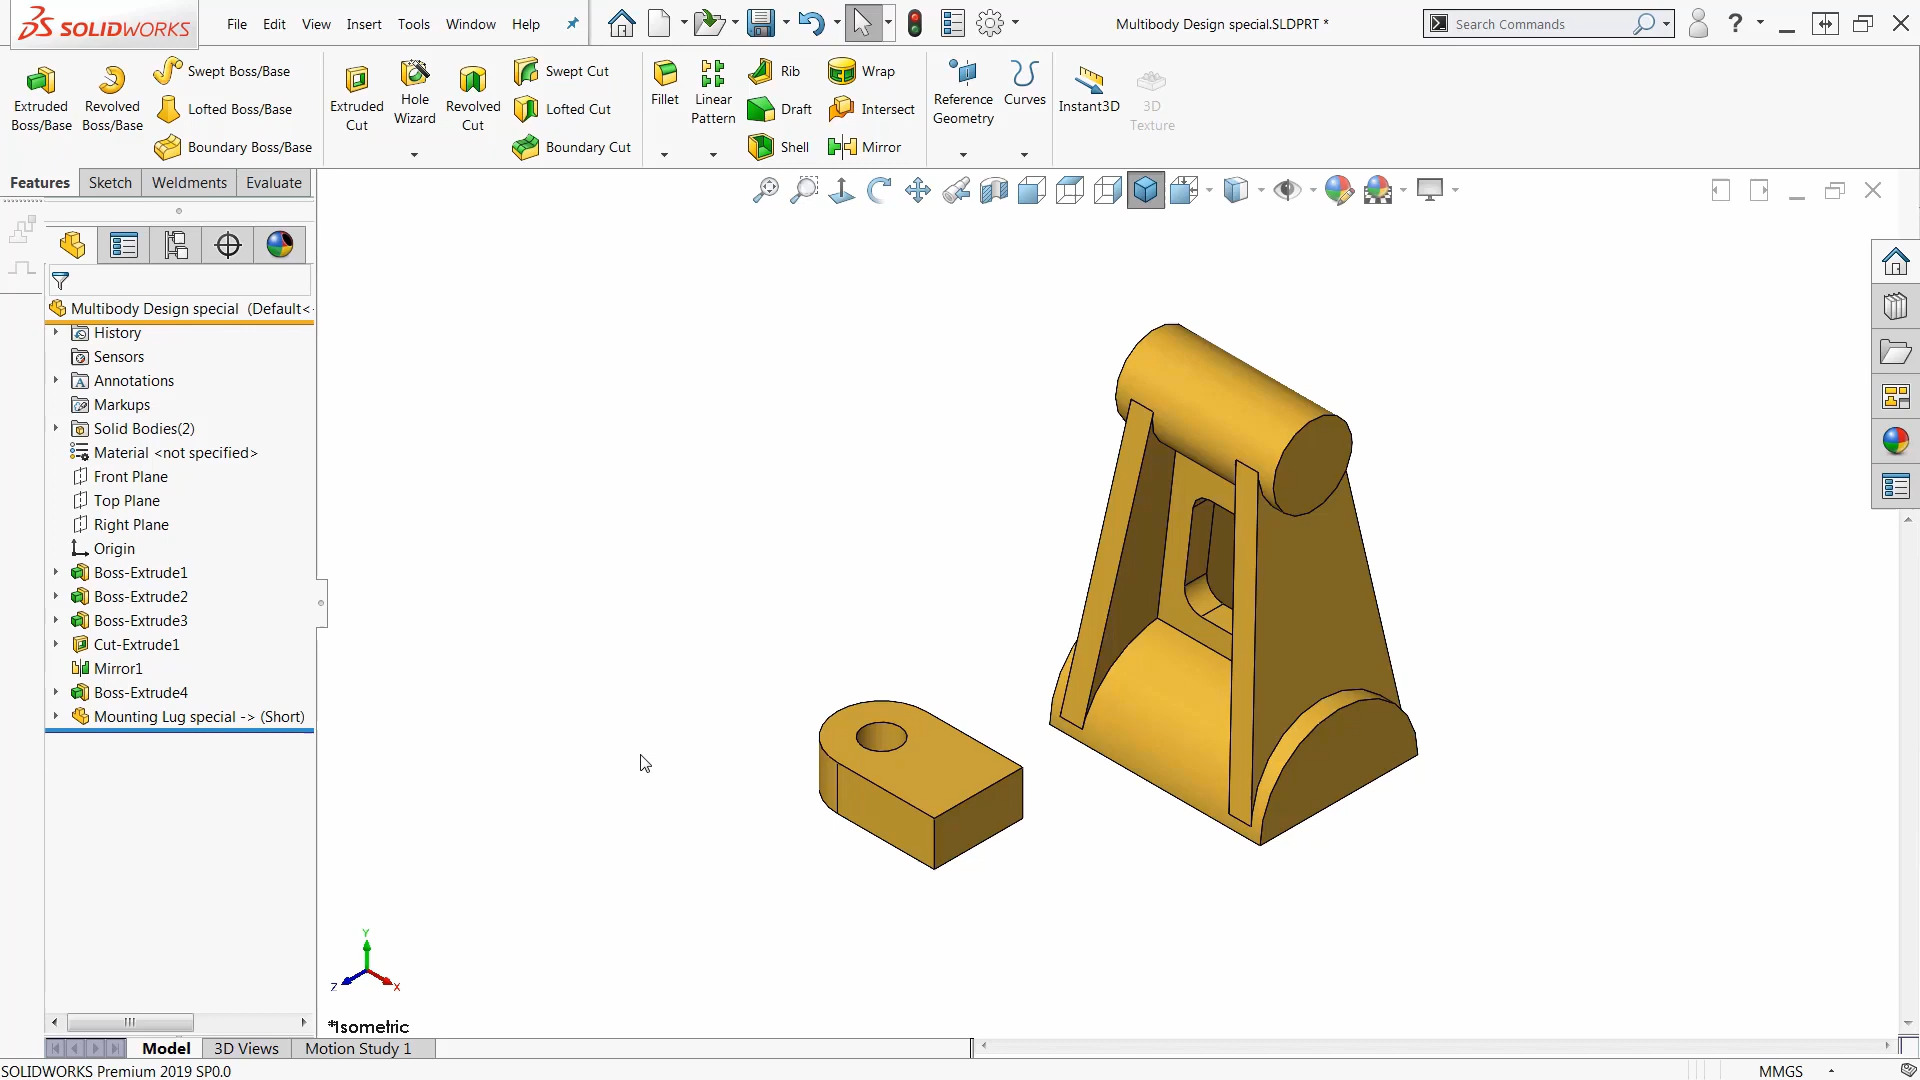 SOLIDWORKS
File Edit View Insert Tools Window Help
Multibody Design special.SLDPRT *
Search Commands
?
Extruded Boss/Base
Revolved Boss/Base
Swept Boss/Base
Lofted Boss/Base
Boundary Boss/Base
Extruded Cut
Hole Wizard
Revolved Cut
Swept Cut
Lofted Cut
Boundary Cut
Fillet
Linear Pattern
Rib
Draft
Shell
Wrap
Intersect
Mirror
Reference Geometry
Curves
Instant3D
3D Texture
Features Sketch Weldments Evaluate
Multibody Design special (Default<
History
Sensors
Annotations
Markups
Solid Bodies(2)
Material <not specified>
Front Plane
Top Plane
Right Plane
Origin
Boss-Extrude1
Boss-Extrude2
Boss-Extrude3
Cut-Extrude1
Mirror1
Boss-Extrude4
Mounting Lug special -> (Short)
Y
Z
X
*Isometric
Model 3D Views Motion Study 1
SOLIDWORKS Premium 2019 SP0.0
MMGS